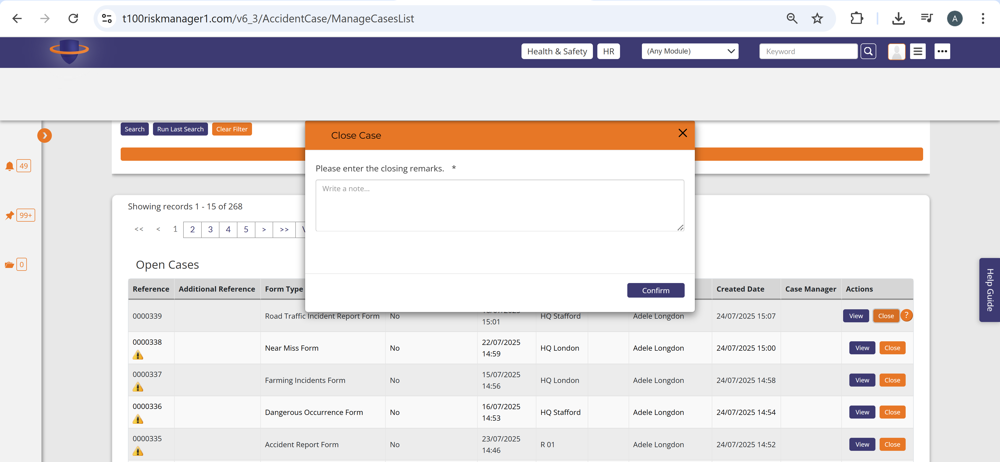 t100riskmanager1.com/v6_3/AccidentCase/ManageCasesList
A
Health & Safety
HR
(Any Module)
Keyword
Search
Run Last Search
Clear Filter
Close Case
49
Please enter the closing remarks. *
Write a note...
Showing records 1 - 15 of 268
99+
<< < 1 2 3 4 5 > >>
0
Open Cases
Help Guide
Confirm
Reference Additional Reference Form Type Created Date Case Manager Actions
0000339 Road Traffic Incident Report Form No 15:01 HQ Stafford Adele Longdon 24/07/2025 15:07 View Close ?
0000338 Near Miss Form No 22/07/2025 14:59 HQ London Adele Longdon 24/07/2025 15:00 View Close
0000337 Farming Incidents Form No 15/07/2025 14:56 HQ London Adele Longdon 24/07/2025 14:58 View Close
0000336 Dangerous Occurrence Form No 16/07/2025 14:53 HQ Stafford Adele Longdon 24/07/2025 14:54 View Close
0000335 Accident Report Form No 23/07/2025 14:46 R 01 Adele Longdon 24/07/2025 14:52 View Close